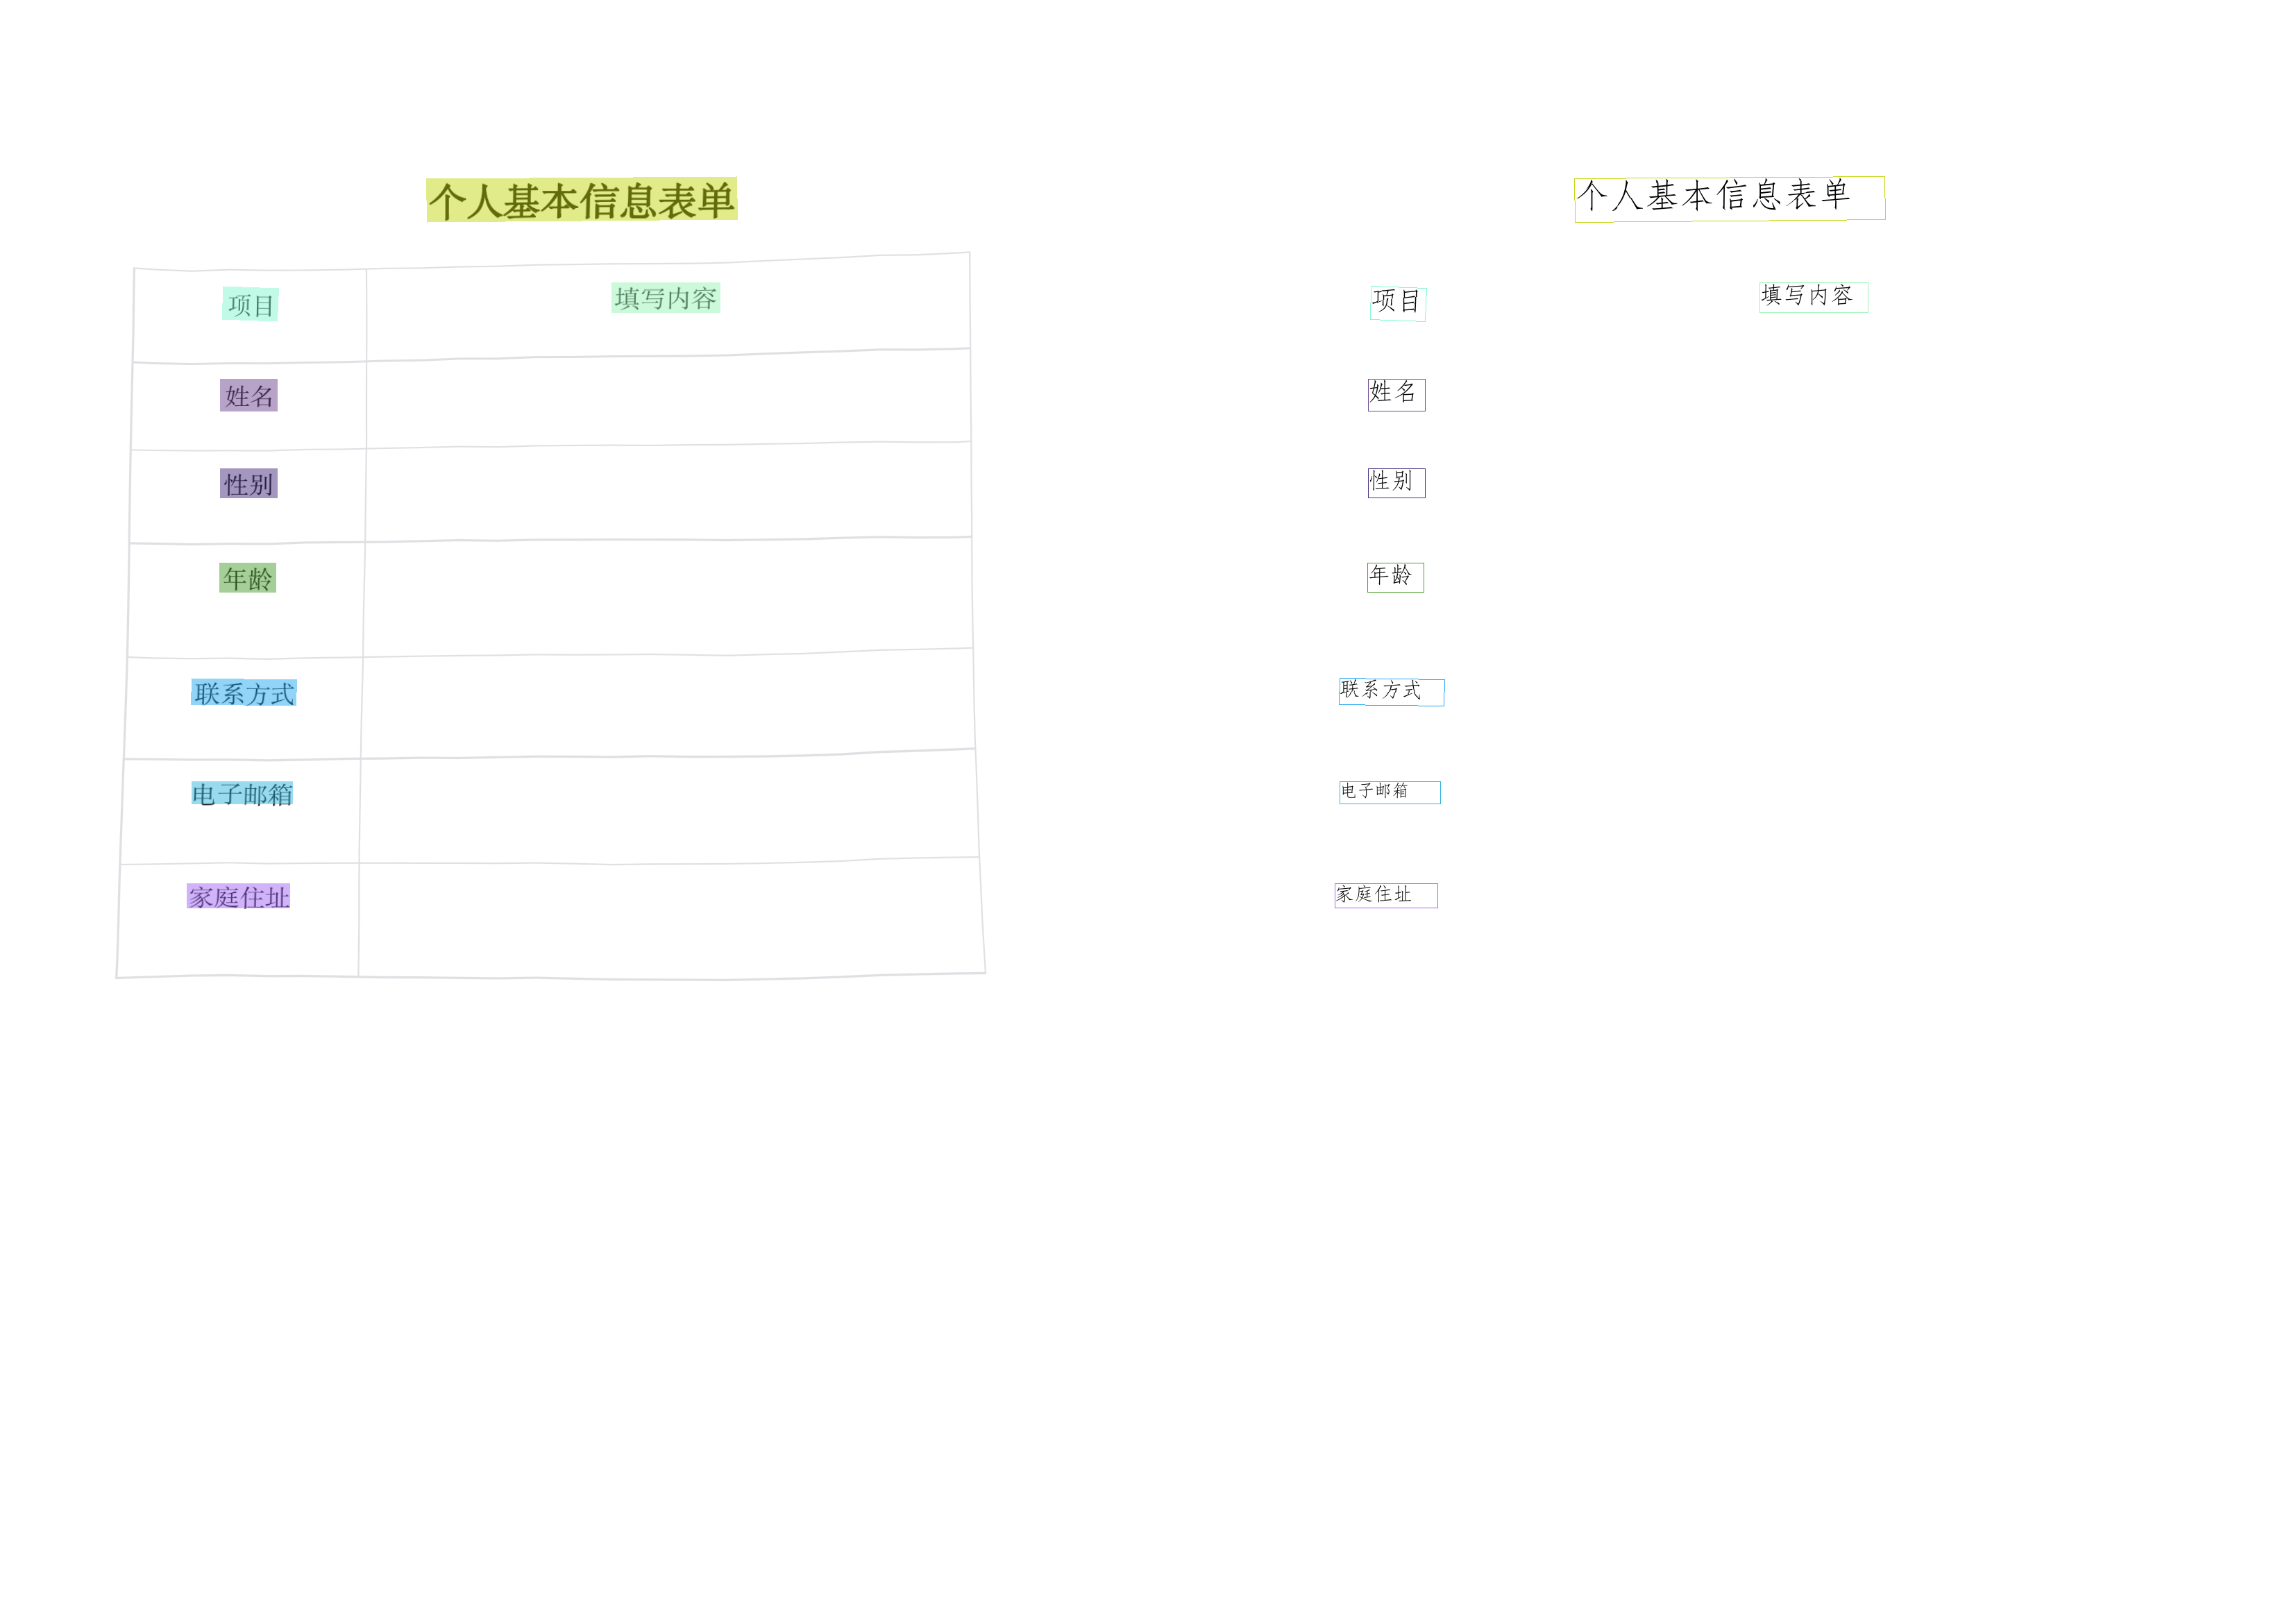 个人基本信息表单
项目 填写内容
姓名
性别
年龄
联系方式
电子邮箱
家庭住址
个人基本信息表单
项目 填写内容
姓名
性别
年龄
联系方式
电子邮箱
家庭住址